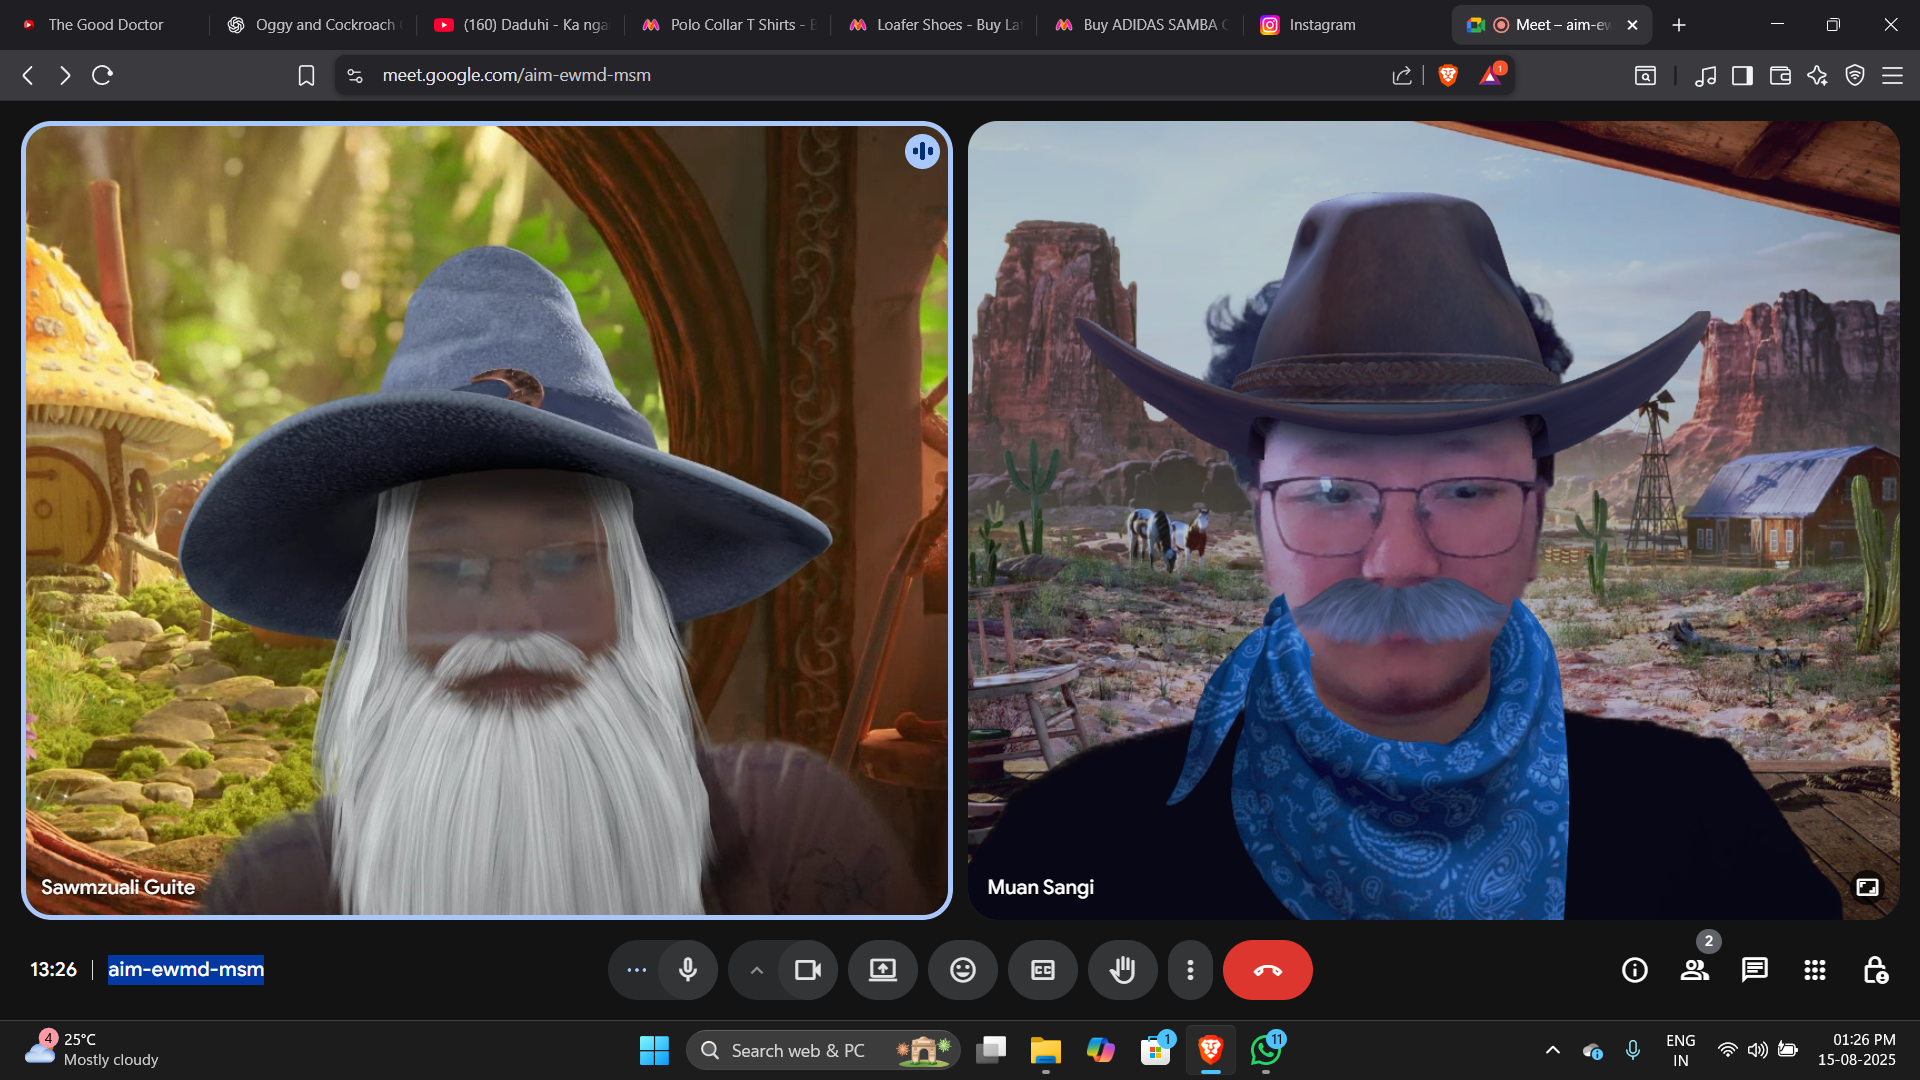 The Good Doctor
Oggy and Cockroach
(160) Daduhi - Ka nga
Polo Collar T Shirts - B
Loafer Shoes - Buy La
Buy ADIDAS SAMBA
Instagram
Meet – aim-ew
meet.google.com/aim-ewmd-msm
1
Sawmzuali Guite
Muan Sangi
13:26
aim-ewmd-msm
CC
2
4
25°C
Mostly cloudy
Search web & PC
1
11
ENG
IN
01:26 PM
15-08-2025